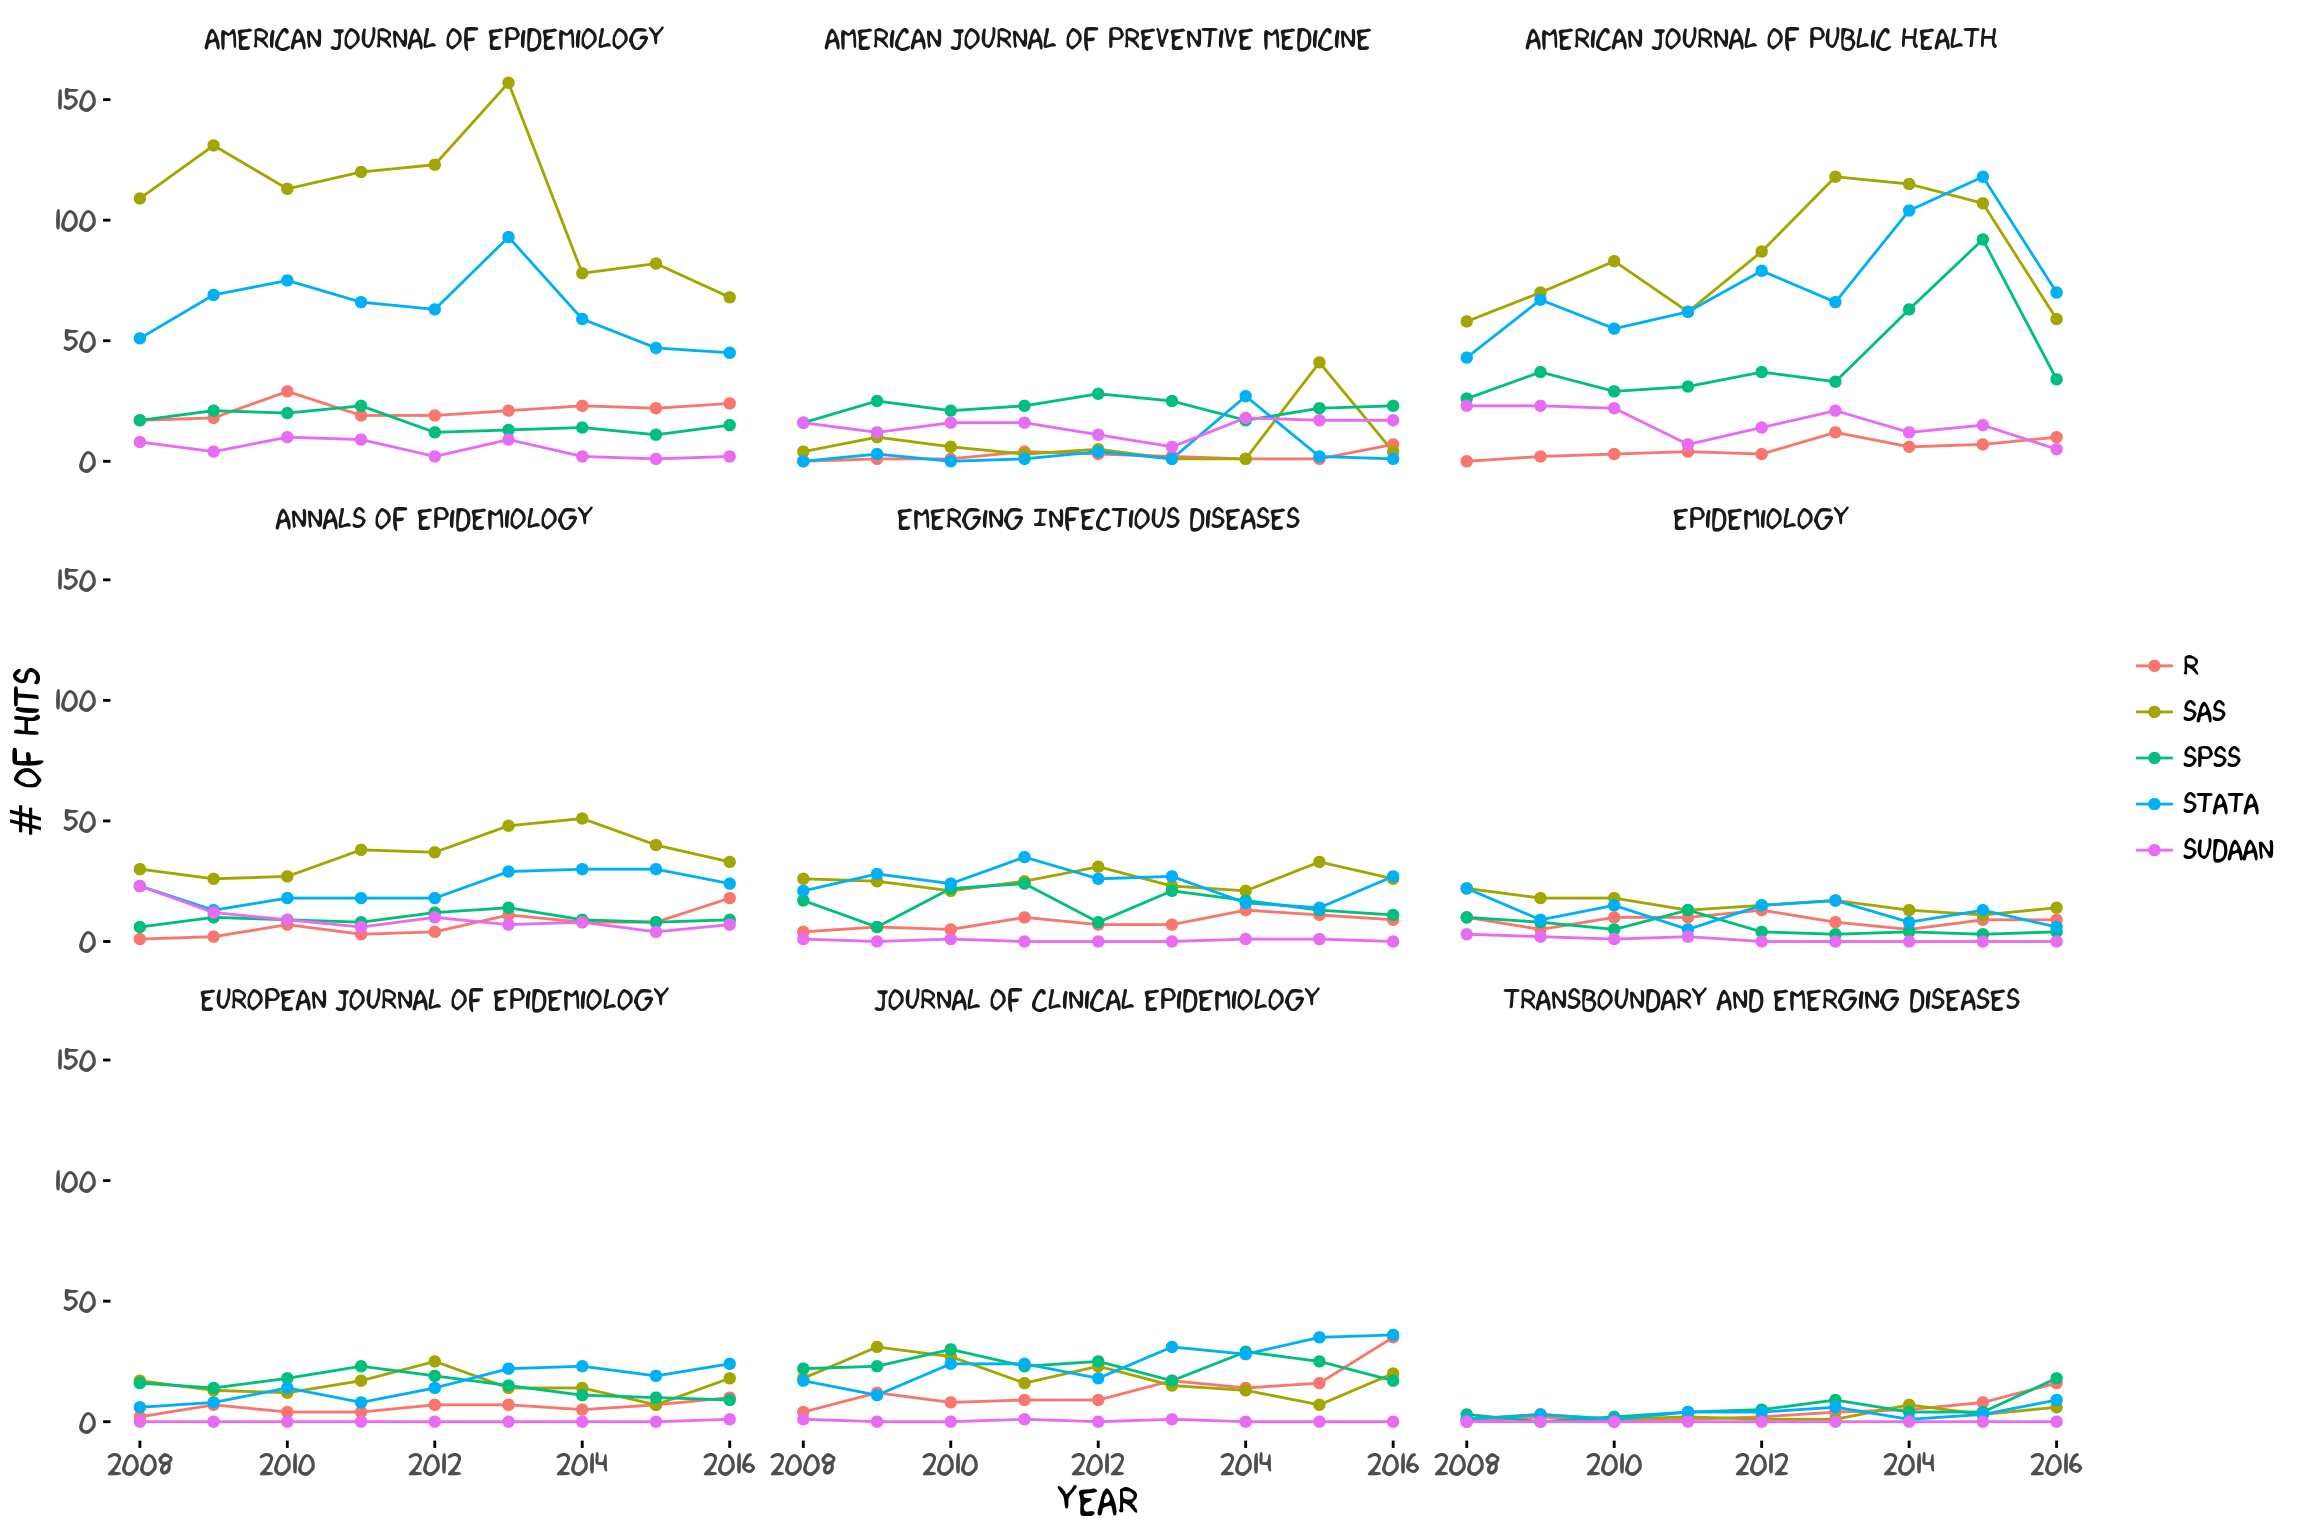 AMERICAN JOURNAL OF EPIDEMIOLOGY
AMERICAN JOURNAL OF PREVENTIVE MEDICINE
AMERICAN JOURNAL OF PUBLIC HEALTH
150
100
50
0
ANNALS OF EPIDEMIOLOGY
EMERGING INFECTIOUS DISEASES
EPIDEMIOLOGY
150
100
50
0
# OF HITS
R
SAS
SPSS
STATA
SUDAAN
EUROPEAN JOURNAL OF EPIDEMIOLOGY
JOURNAL OF CLINICAL EPIDEMIOLOGY
TRANSBOUNDARY AND EMERGING DISEASES
150
100
50
0
2008 2010 2012 2014 2016
2008 2010 2012 2014 2016
2008 2010 2012 2014 2016
YEAR